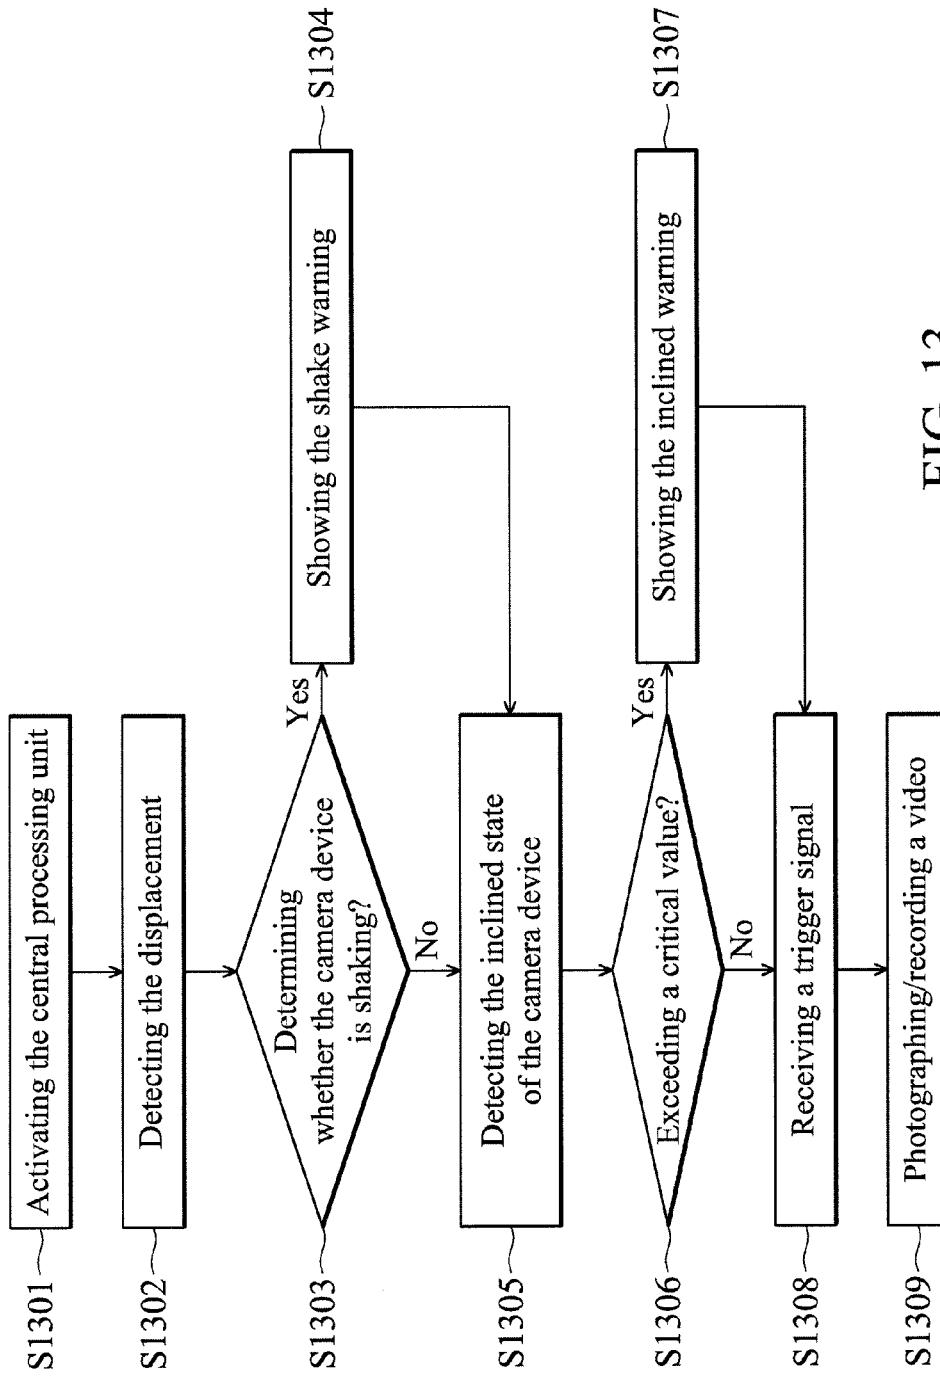 S1301
Activating the central processing unit
S1302
Detecting the displacement
S1303
Determining
whether the camera device
is shaking?
Yes
Showing the shake warning
S1304
No
S1305
Detecting the inclined state
of the camera device
S1306
Exceeding a critical value?
Yes
Showing the inclined warning
S1307
No
S1308
Receiving a trigger signal
S1309
Photographing/recording a video
FIG. 13